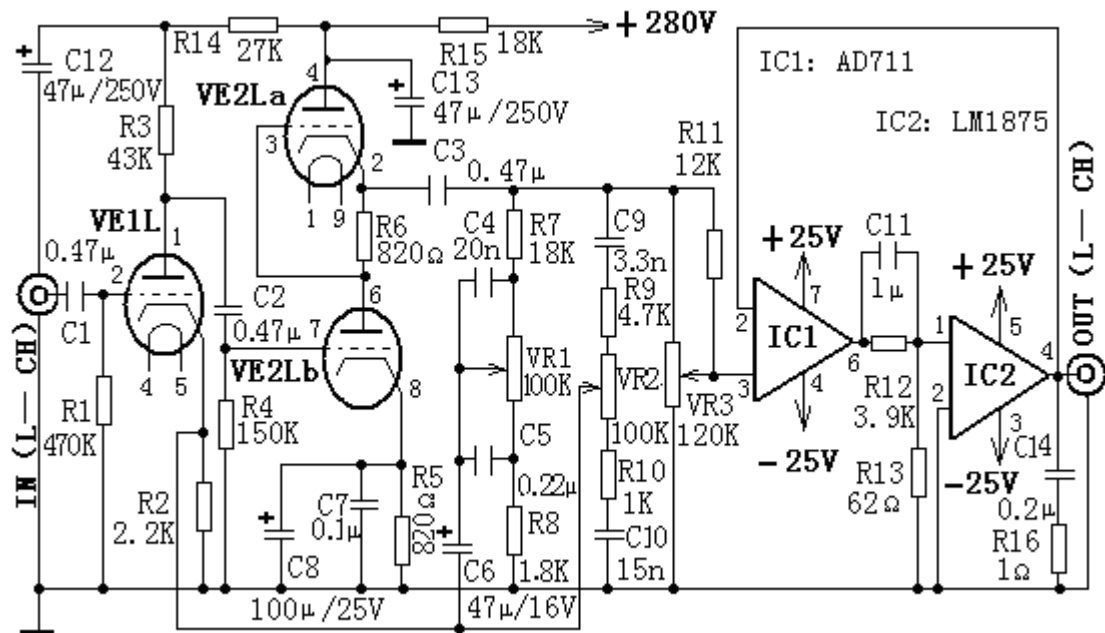 +280V
R14
27K
R15
18K
C12
47μ/250V
VE2La
4
C13
47μ/250V
IC1: AD711
IC2: LM1875
R3
43K
3
2
C3
0.47μ
R11
12K
1
9
VE1L
1
R6
820Ω
C4
20n
R7
18K
C9
3.3n
+25V
C11
1μ
+25V
0.47μ
2
C1
C2
0.47μ
7
6
VE2Lb
8
R9
4.7K
2
7
IC1
6
3
4
1
5
IC2
4
2
3
4
5
VR1
100K
VR2
100K
VR3
120K
R12
3.9K
R1
470K
R4
150K
C5
0.22μ
-25V
C14
-25V
0.2μ
R2
2.2K
C7
0.1μ
R5
820Ω
R10
1K
R13
62Ω
R8
1.8K
C8
100μ/25V
C6
47μ/16V
C10
15n
R16
1Ω
IN (L-CH)
OUT (L-CH)